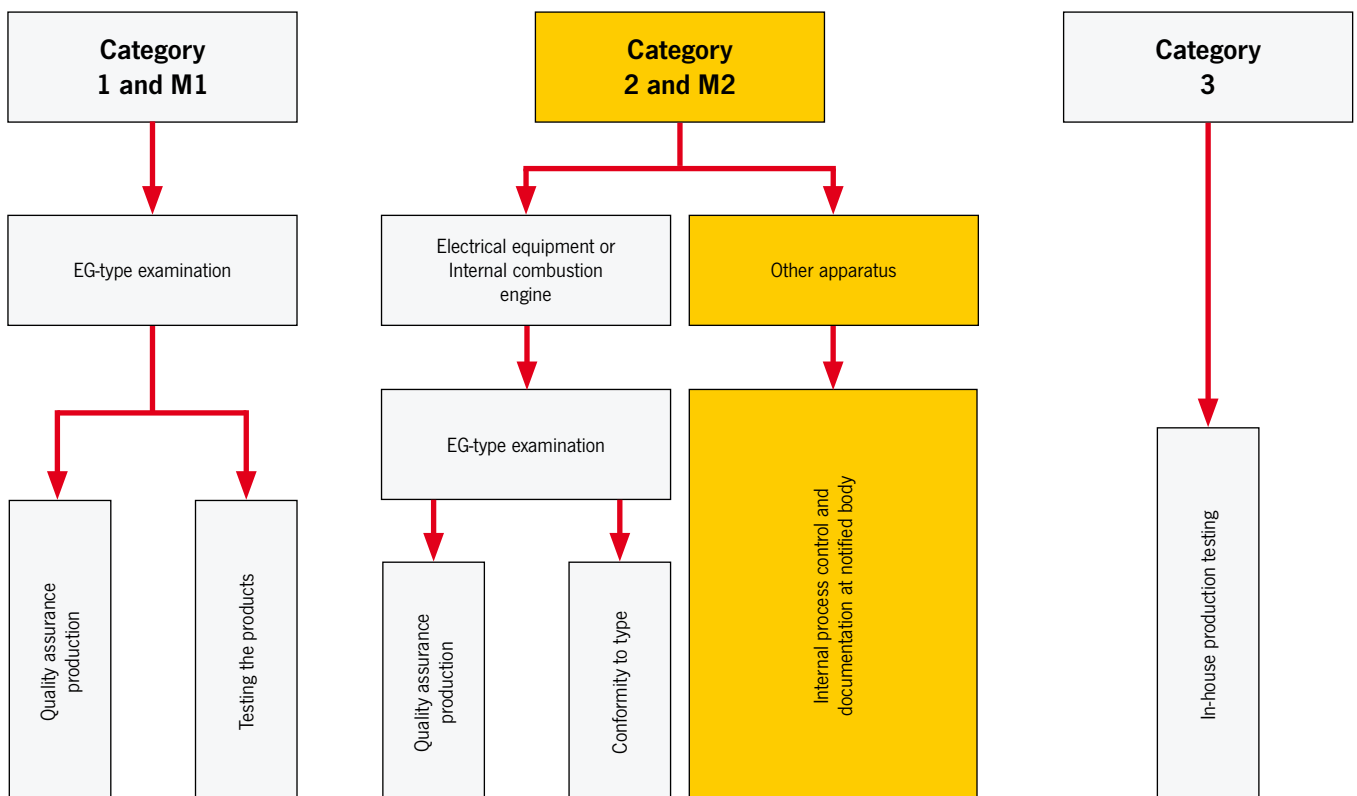 Category
1 and M1
Category
2 and M2
Category
3
EG-type examination
Electrical equipment or
Internal combustion
engine
Other apparatus
EG-type examination
Quality assurance
production
Testing the products
Quality assurance
production
Conformity to type
Internal process control and
documentation at notified body
In-house production testing